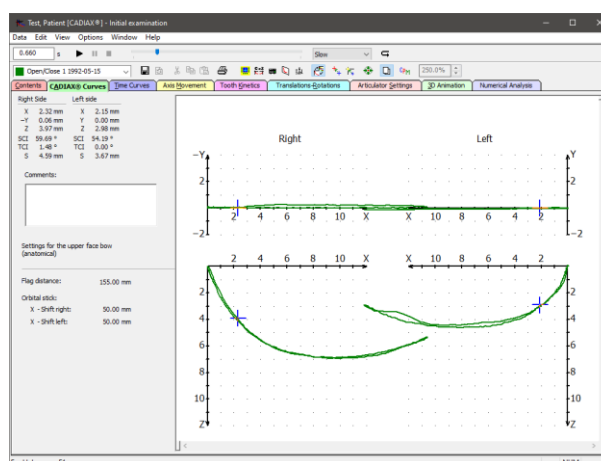 Test, Patient [CADIAX®] - Initial examination
Data Edit View Options Window Help
0.660 s Slow
Open/Close 1 1992-05-15 250.0%
Contents CADIAX® Curves Time Curves Axis Movement Tooth Kinetics Translations-Rotations Articulator Settings 3D Animation Numerical Analysis
Right Side Left side
X 2.32 mm X 2.15 mm
-Y 0.06 mm Y 0.00 mm
Z 3.97 mm Z 2.98 mm
SCI 59.69 ° SCI 54.19 °
TCI 1.48 ° TCI 0.00 °
S 4.59 mm S 3.67 mm
Comments:
Settings for the upper face bow
(anatomical)
Flag distance: 155.00 mm
Orbital stick:
X - Shift right: 50.00 mm
X - Shift left: 50.00 mm
Right Left
-Y -Y
2 2
2 4 6 8 10 X X 10 8 6 4 2
-2 -2
2 4 6 8 10 X X 10 8 6 4 2
2 2
4 4
6 6
8 8
10 10
Z Z